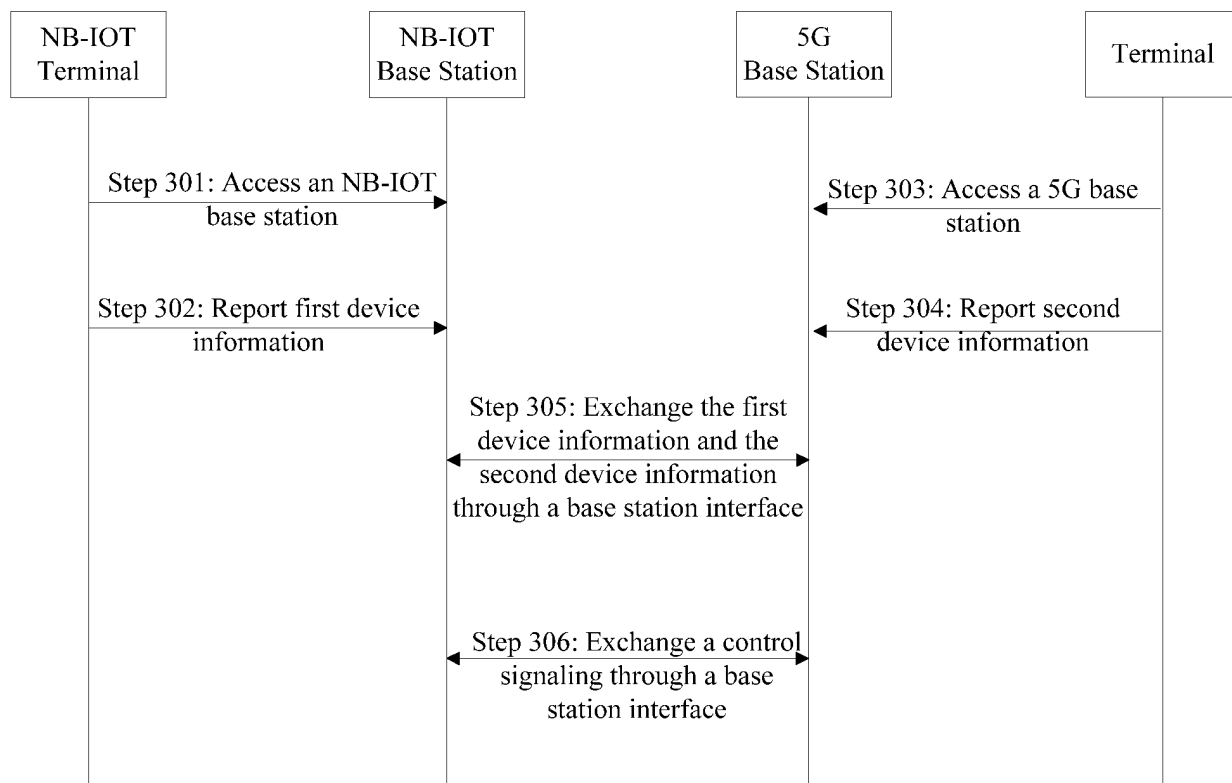 NB-IOT
Terminal
NB-IOT
Base Station
5G
Base Station
Terminal
Step 301: Access an NB-IOT
base station
Step 303: Access a 5G base
station
Step 302: Report first device
information
Step 304: Report second
device information
Step 305: Exchange the first
device information and the
second device information
through a base station interface
Step 306: Exchange a control
signaling through a base
station interface